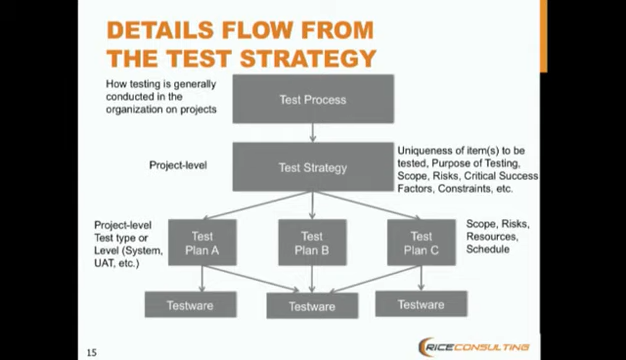 DETAILS FLOW FROM
THE TEST STRATEGY
How testing is generally
conducted in the
organization on projects
Test Process
Project-level
Test Strategy
Uniqueness of item(s) to be
tested, Purpose of Testing,
Scope, Risks, Critical Success
Factors, Constraints, etc.
Project-level
Test type or
Level (System,
UAT, etc.)
Test
Plan A
Test
Plan B
Test
Plan C
Scope, Risks,
Resources,
Schedule
Testware
Testware
Testware
15
RICECONSULTING